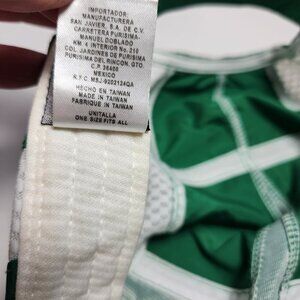 IMPORTADOR:
MANUFACTURERA
SAN JAVIER, S.A. DE C.V.
CARRETERA PURISIMA,
MANUEL DOBLADO
KM. 4 INTERIOR No. 210
COL. JARDINES DE PURISIMA
PURISIMA DEL RINCON, GTO.
C.P. 36400
MEXICO
R.F.C. MSJ-9202124QA
HECHO EN TAIWAN
MADE IN TAIWAN
FABRIQUE IN TAIWAN
UNITALLA
ONE SIZE FITS ALL